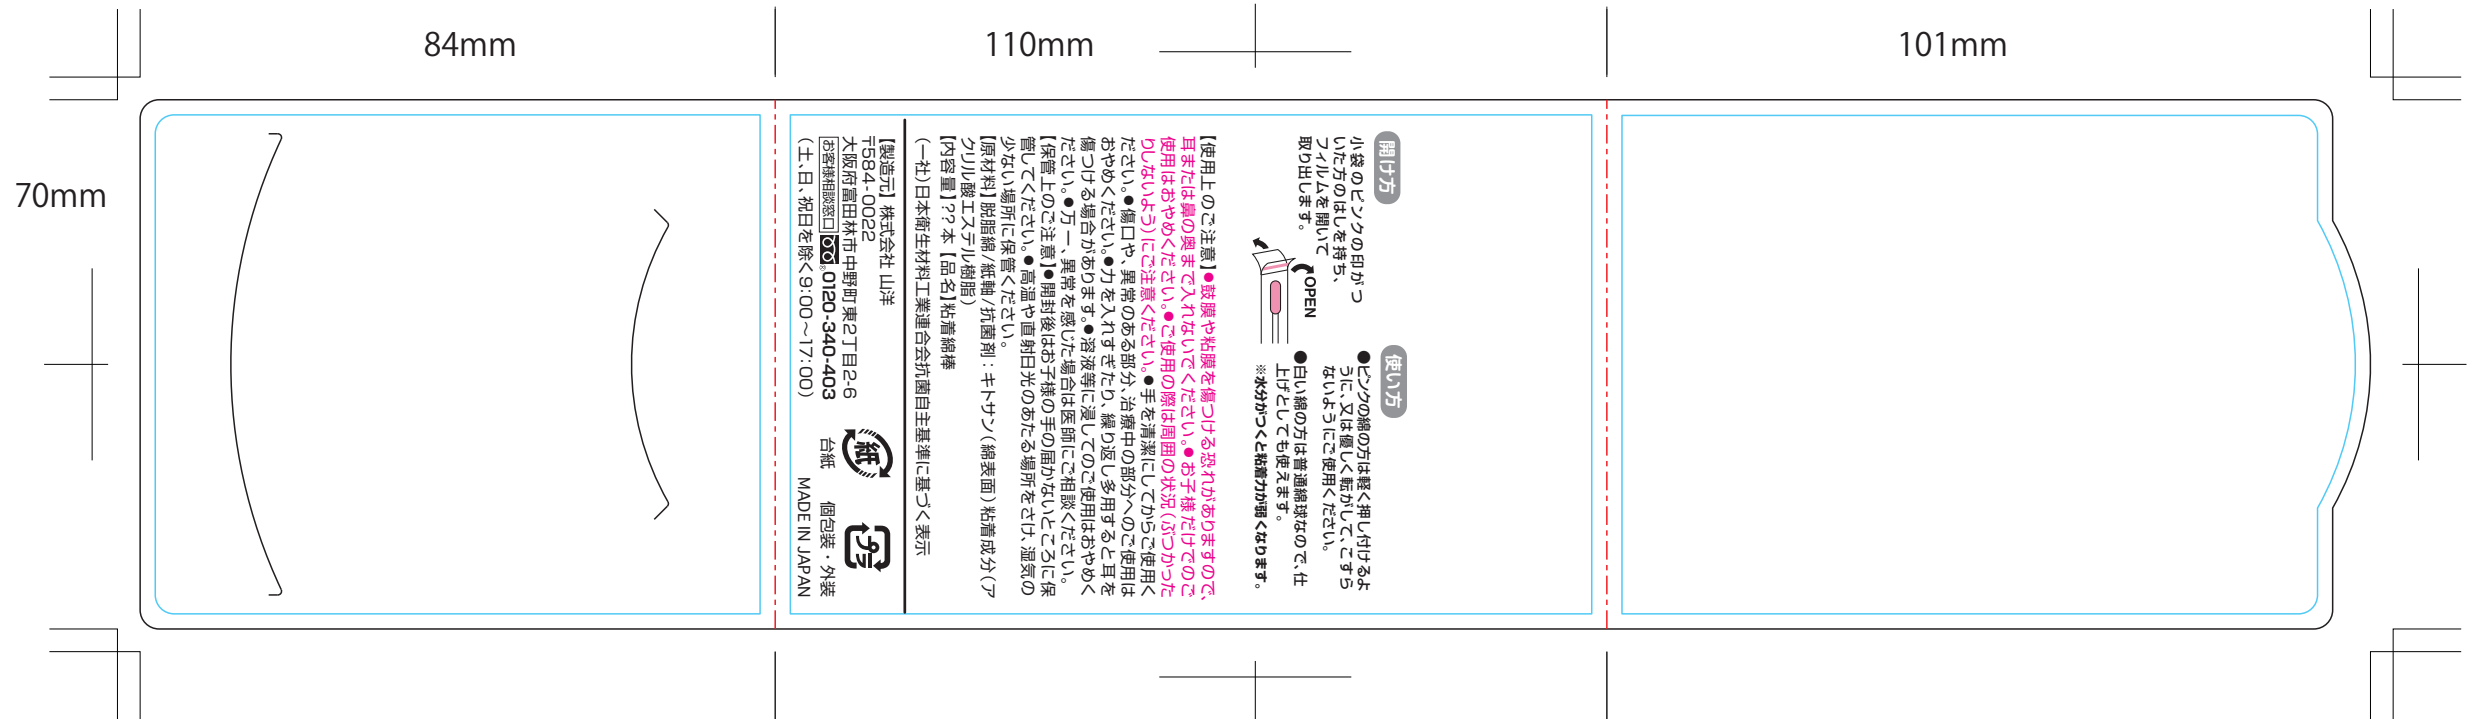 84mm
110mm
101mm
70mm
開け方
小袋のピンクの印がつ
いた方のはしを持ち、
フィルムを開いて
取り出します。
OPEN
使い方
●ピンクの綿の方は軽く押し付けるよ
うに、又は優しく転がして、こすら
ないようにご使用ください。
●白い綿の方は普通綿球なので、仕
上げとしても使えます。
※水分がつくと粘着力が弱くなります。
【使用上のご注意】●鼓膜や粘膜を傷つける恐れがありますので、
耳または鼻の奥まで入れないでください。●お子様だけでのご
使用はおやめください。●ご使用の際は周囲の状況(ぶつかった
りしないよう)にご注意ください。●手を清潔にしてからご使用く
ださい。●傷口や、異常のある部分、治療中の部分へのご使用は
おやめください。●力を入れすぎたり、繰り返し多用すると耳を
傷つける場合があります。●溶液等に浸してのご使用はおやめく
ださい。●万一、異常を感じた場合は医師にご相談ください。
【保管上のご注意】●開封後はお子様の手の届かないところに保
管してください。●高温や直射日光のあたる場所をさけ、湿気の
少ない場所に保管ください。
【原材料】脱脂綿/紙軸/抗菌剤：キトサン(綿表面)粘着成分(ア
クリル酸エステル樹脂)
【内容量】??本【品名】粘着綿棒
(一社)日本衛生材料工業連合会抗菌自主基準に基づく表示
【製造元】株式会社 山洋
〒584-0022
大阪府富田林市中野町東2丁目2-6
お客様相談窓口 0120-340-403
(土、日、祝日を除く9:00～17:00)
紙
台紙
プラ
個包装・外装
MADE IN JAPAN